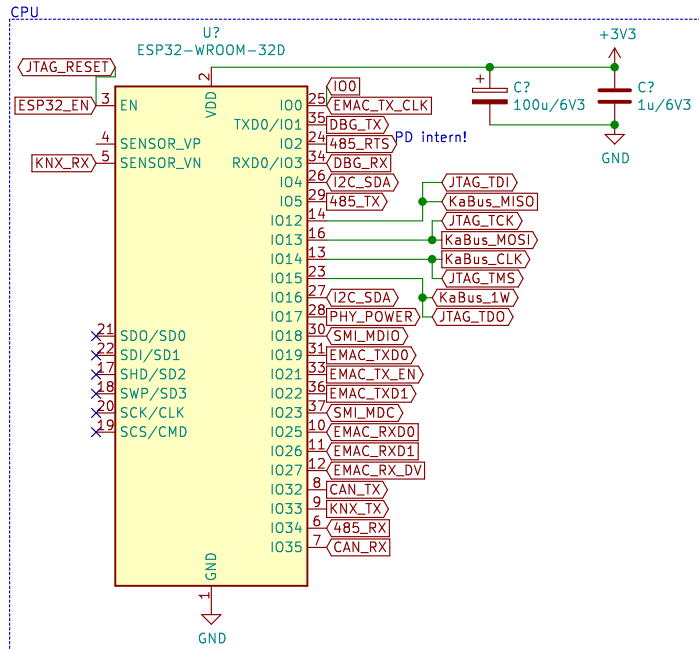 CPU
U?
ESP32-WROOM-32D
+3V3
JTAG_RESET
2
VDD
IO0
C?
100u/6V3
C?
1u/6V3
GND
ESP32_EN 3 EN
IO0 25 EMAC_TX_CLK
TXD0/IO1 35 DBG_TX
4 SENSOR_VP
IO2 24 485_RTS PD intern!
KNX_RX 5 SENSOR_VN
RXD0/IO3 34 DBG_RX
IO4 26 I2C_SDA
JTAG_TDI
IO5 29 485_TX
KaBus_MISO
IO12 14
JTAG_TCK
IO13 16
KaBus_MOSI
IO14 13
KaBus_CLK
IO15 23
JTAG_TMS
IO16 27 I2C_SDA
KaBus_1W
IO17 28 PHY_POWER
JTAG_TDO
21 SDO/SD0
IO18 30 SMI_MDIO
22 SDI/SD1
IO19 31 EMAC_TXD0
17 SHD/SD2
IO21 33 EMAC_TX_EN
18 SWP/SD3
IO22 36 EMAC_TXD1
20 SCK/CLK
IO23 37 SMI_MDC
19 SCS/CMD
IO25 10 EMAC_RXD0
IO26 11 EMAC_RXD1
IO27 12 EMAC_RX_DV
IO32 8 CAN_TX
IO33 9 KNX_TX
IO34 6 485_RX
IO35 7 CAN_RX
GND
1
GND